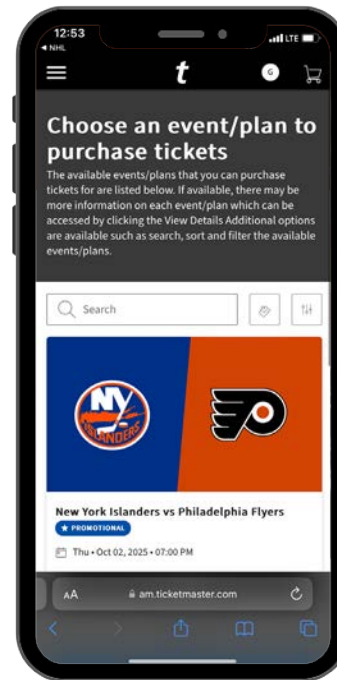 12:53
LTE
◄ NHL
t
G
Choose an event/plan to
purchase tickets
The available events/plans that you can purchase
tickets for are listed below. If available, there may be
more information on each event/plan which can be
accessed by clicking the View Details Additional options
are available such as search, sort and filter the available
events/plans.
Search
NY
ISLANDERS
New York Islanders vs Philadelphia Flyers
★ PROMOTIONAL
Thu • Oct 02, 2025 • 07:00 PM
AA
am.ticketmaster.com